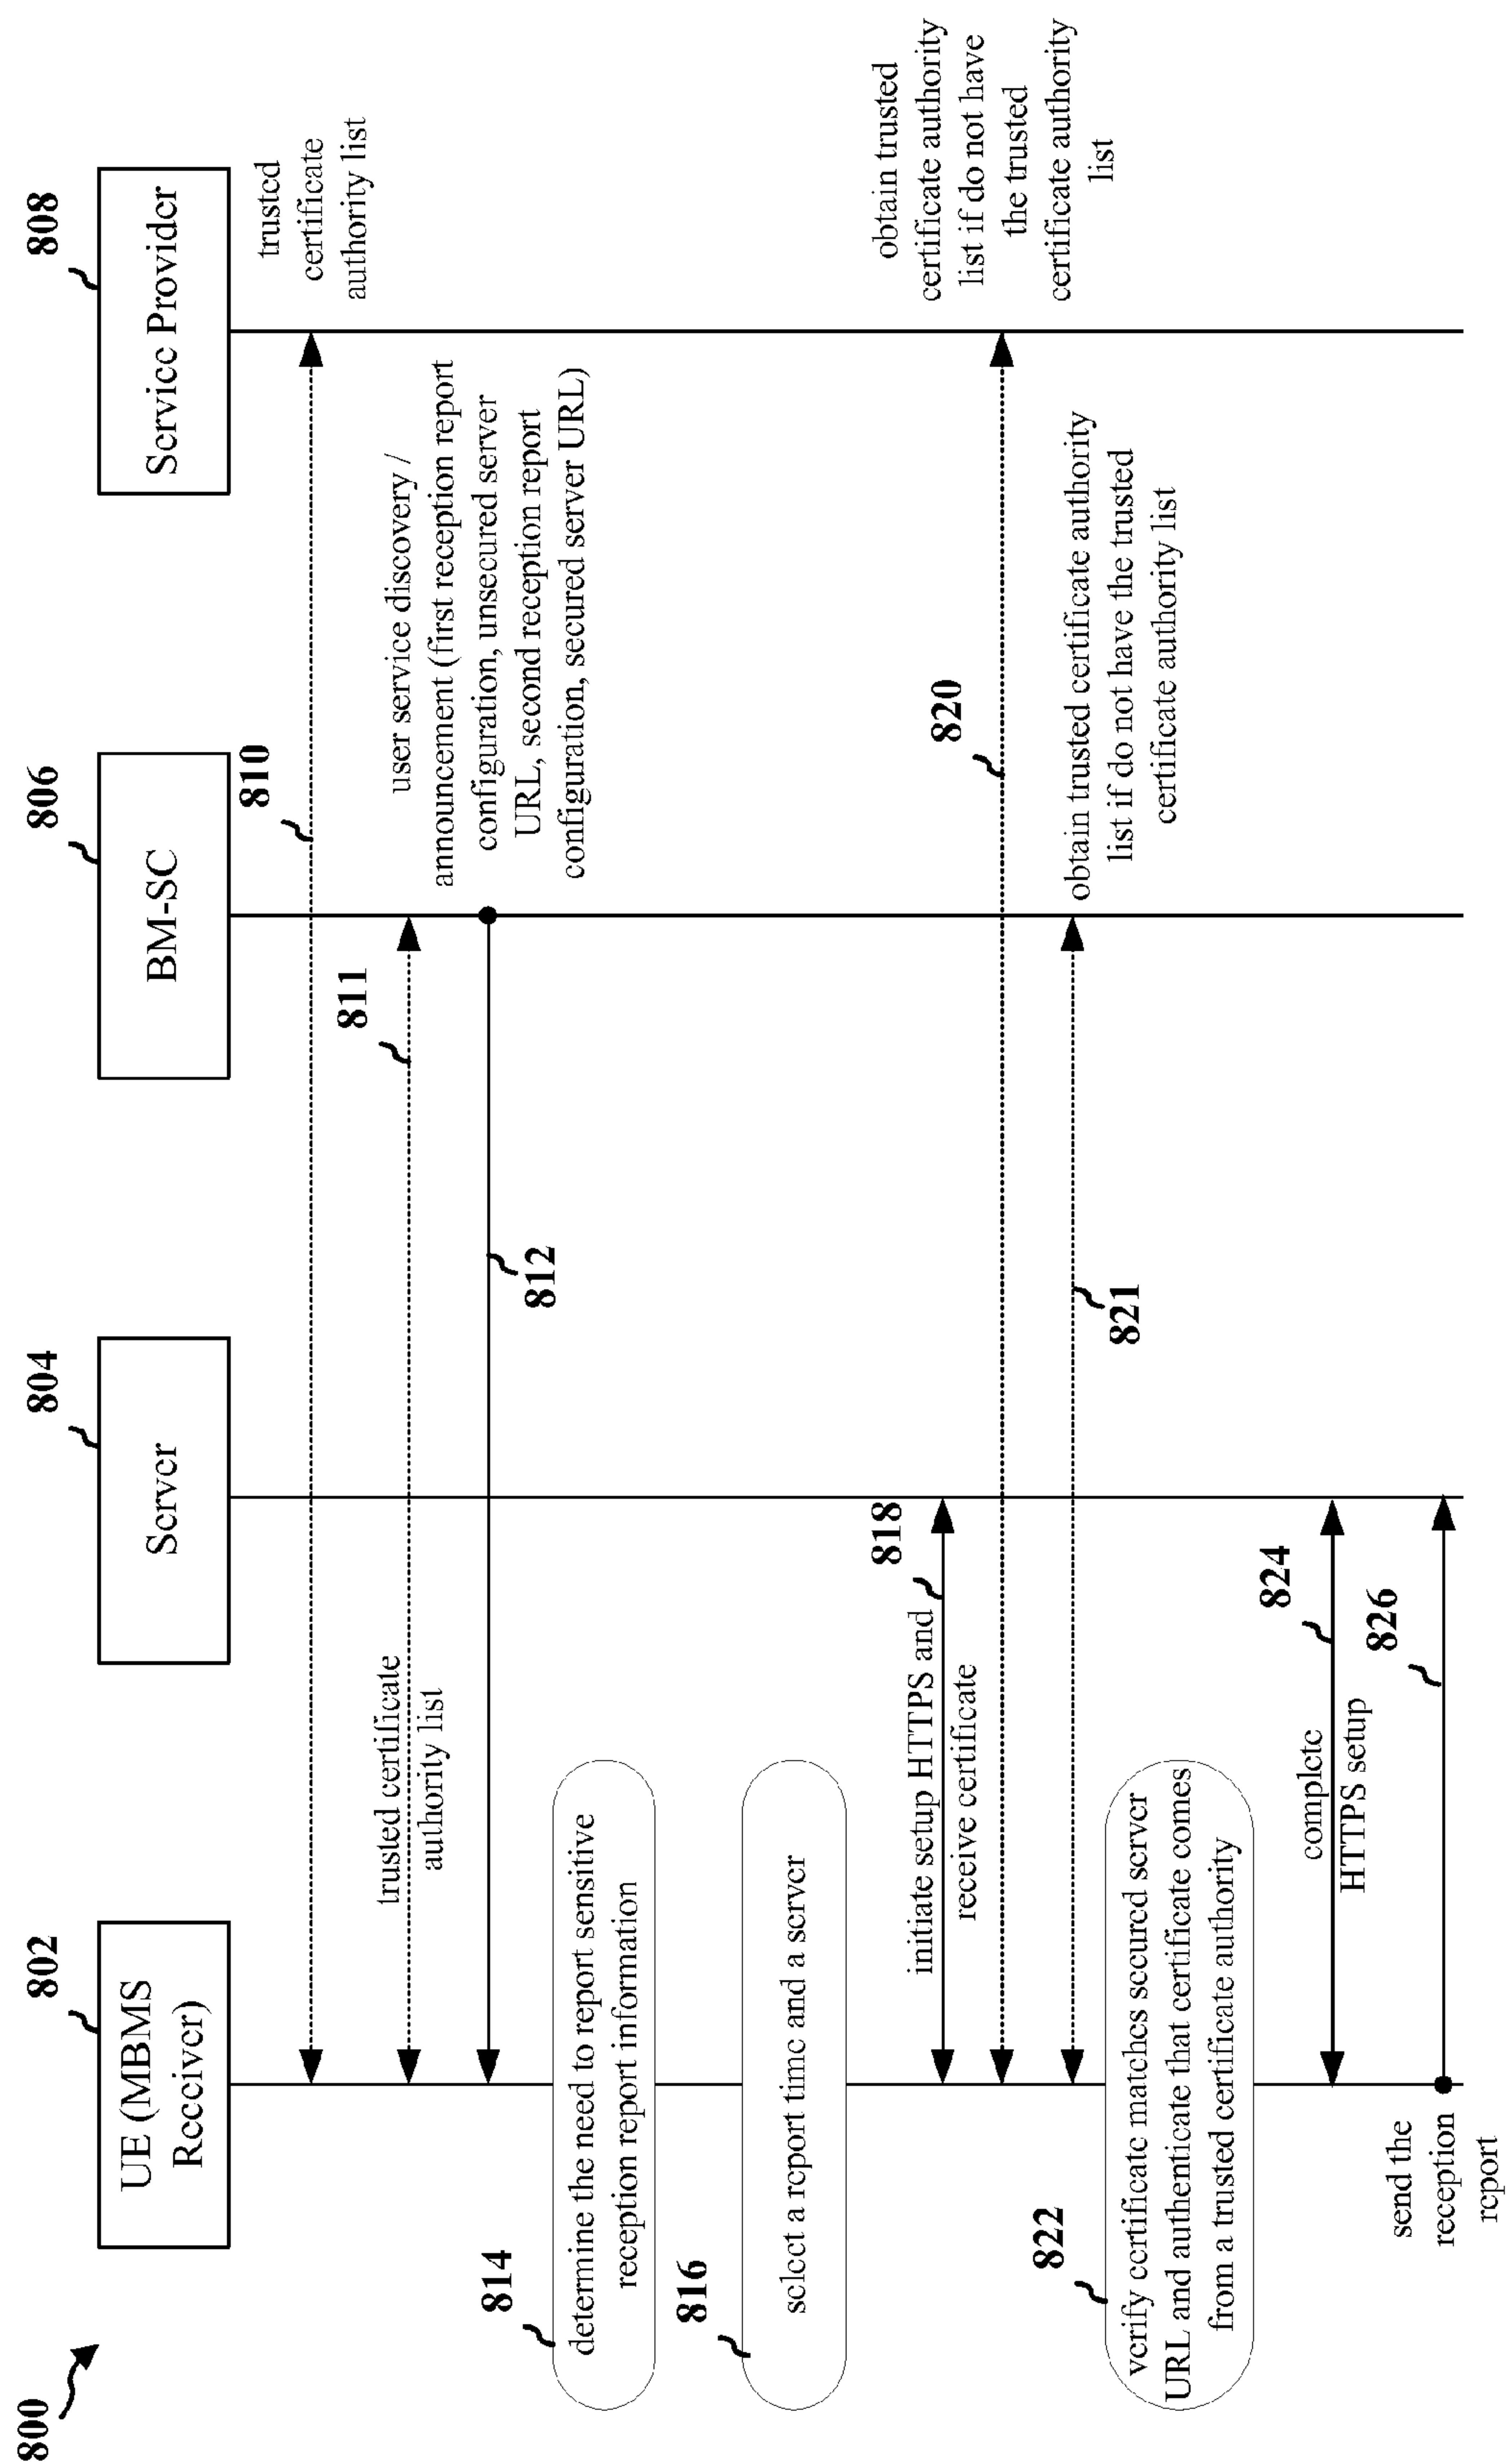 800
802
UE (MBMS
Receiver)
804
Server
806
BM-SC
808
Service Provider
810
trusted
certificate
authority list
811
trusted certificate
authority list
812
user service discovery /
announcement (first reception report
configuration, unsecured server
URL, second reception report
configuration, secured server URL)
814
determine the need to report sensitive
reception report information
816
select a report time and a server
818
initiate setup HTTPS and
receive certificate
820
obtain trusted
certificate authority
list if do not have
the trusted
certificate authority
list
821
obtain trusted certificate authority
list if do not have the trusted
certificate authority list
822
verify certificate matches secured server
URL and authenticate that certificate comes
from a trusted certificate authority
824
complete
HTTPS setup
826
send the
reception
report